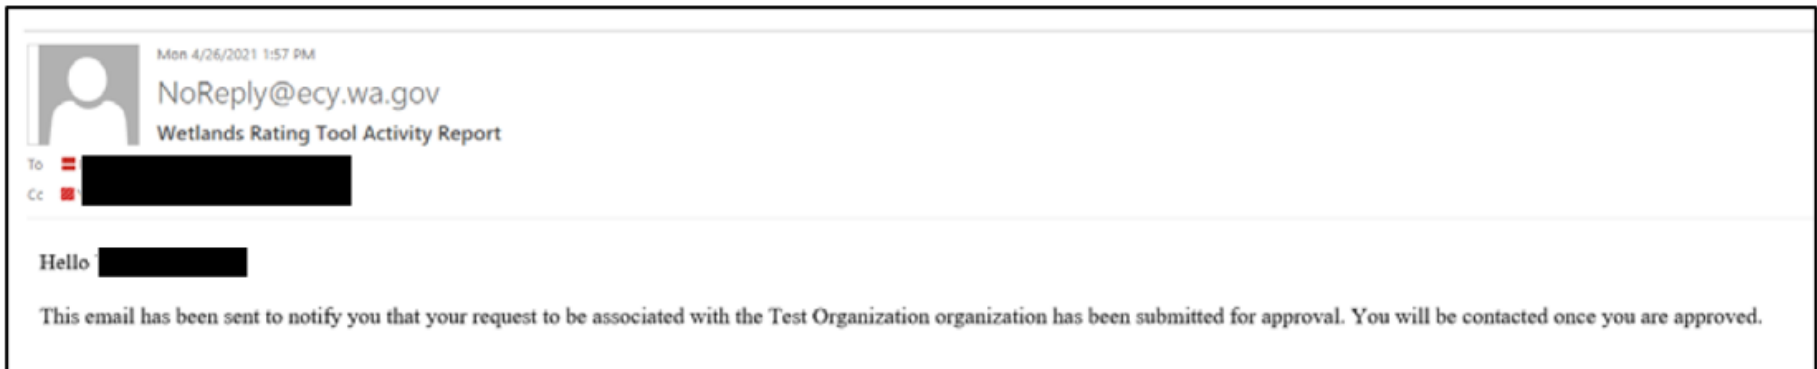 Mon 4/26/2021 1:57 PM
NoReply@ecy.wa.gov
Wetlands Rating Tool Activity Report
To
Cc
Hello
This email has been sent to notify you that your request to be associated with the Test Organization organization has been submitted for approval. You will be contacted once you are approved.